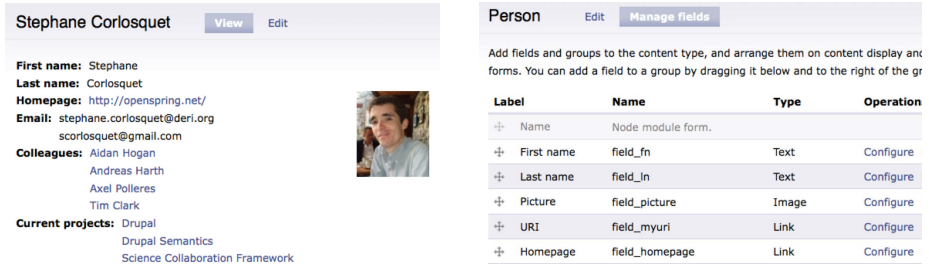 Stephane Corlosquet View Edit
First name: Stephane
Last name: Corlosquet
Homepage: http://openspring.net/
Email: stephane.corlosquet@deri.org
scorlosquet@gmail.com
Colleagues: Aidan Hogan
Andreas Harth
Axel Polleres
Tim Clark
Current projects: Drupal
Drupal Semantics
Science Collaboration Framework
Person Edit Manage fields
Add fields and groups to the content type, and arrange them on content display and
forms. You can add a field to a group by dragging it below and to the right of the gr
Label Name Type Operation
Name Node module form.
First name field_fn Text Configure
Last name field_ln Text Configure
Picture field_picture Image Configure
URI field_myuri Link Configure
Homepage field_homepage Link Configure